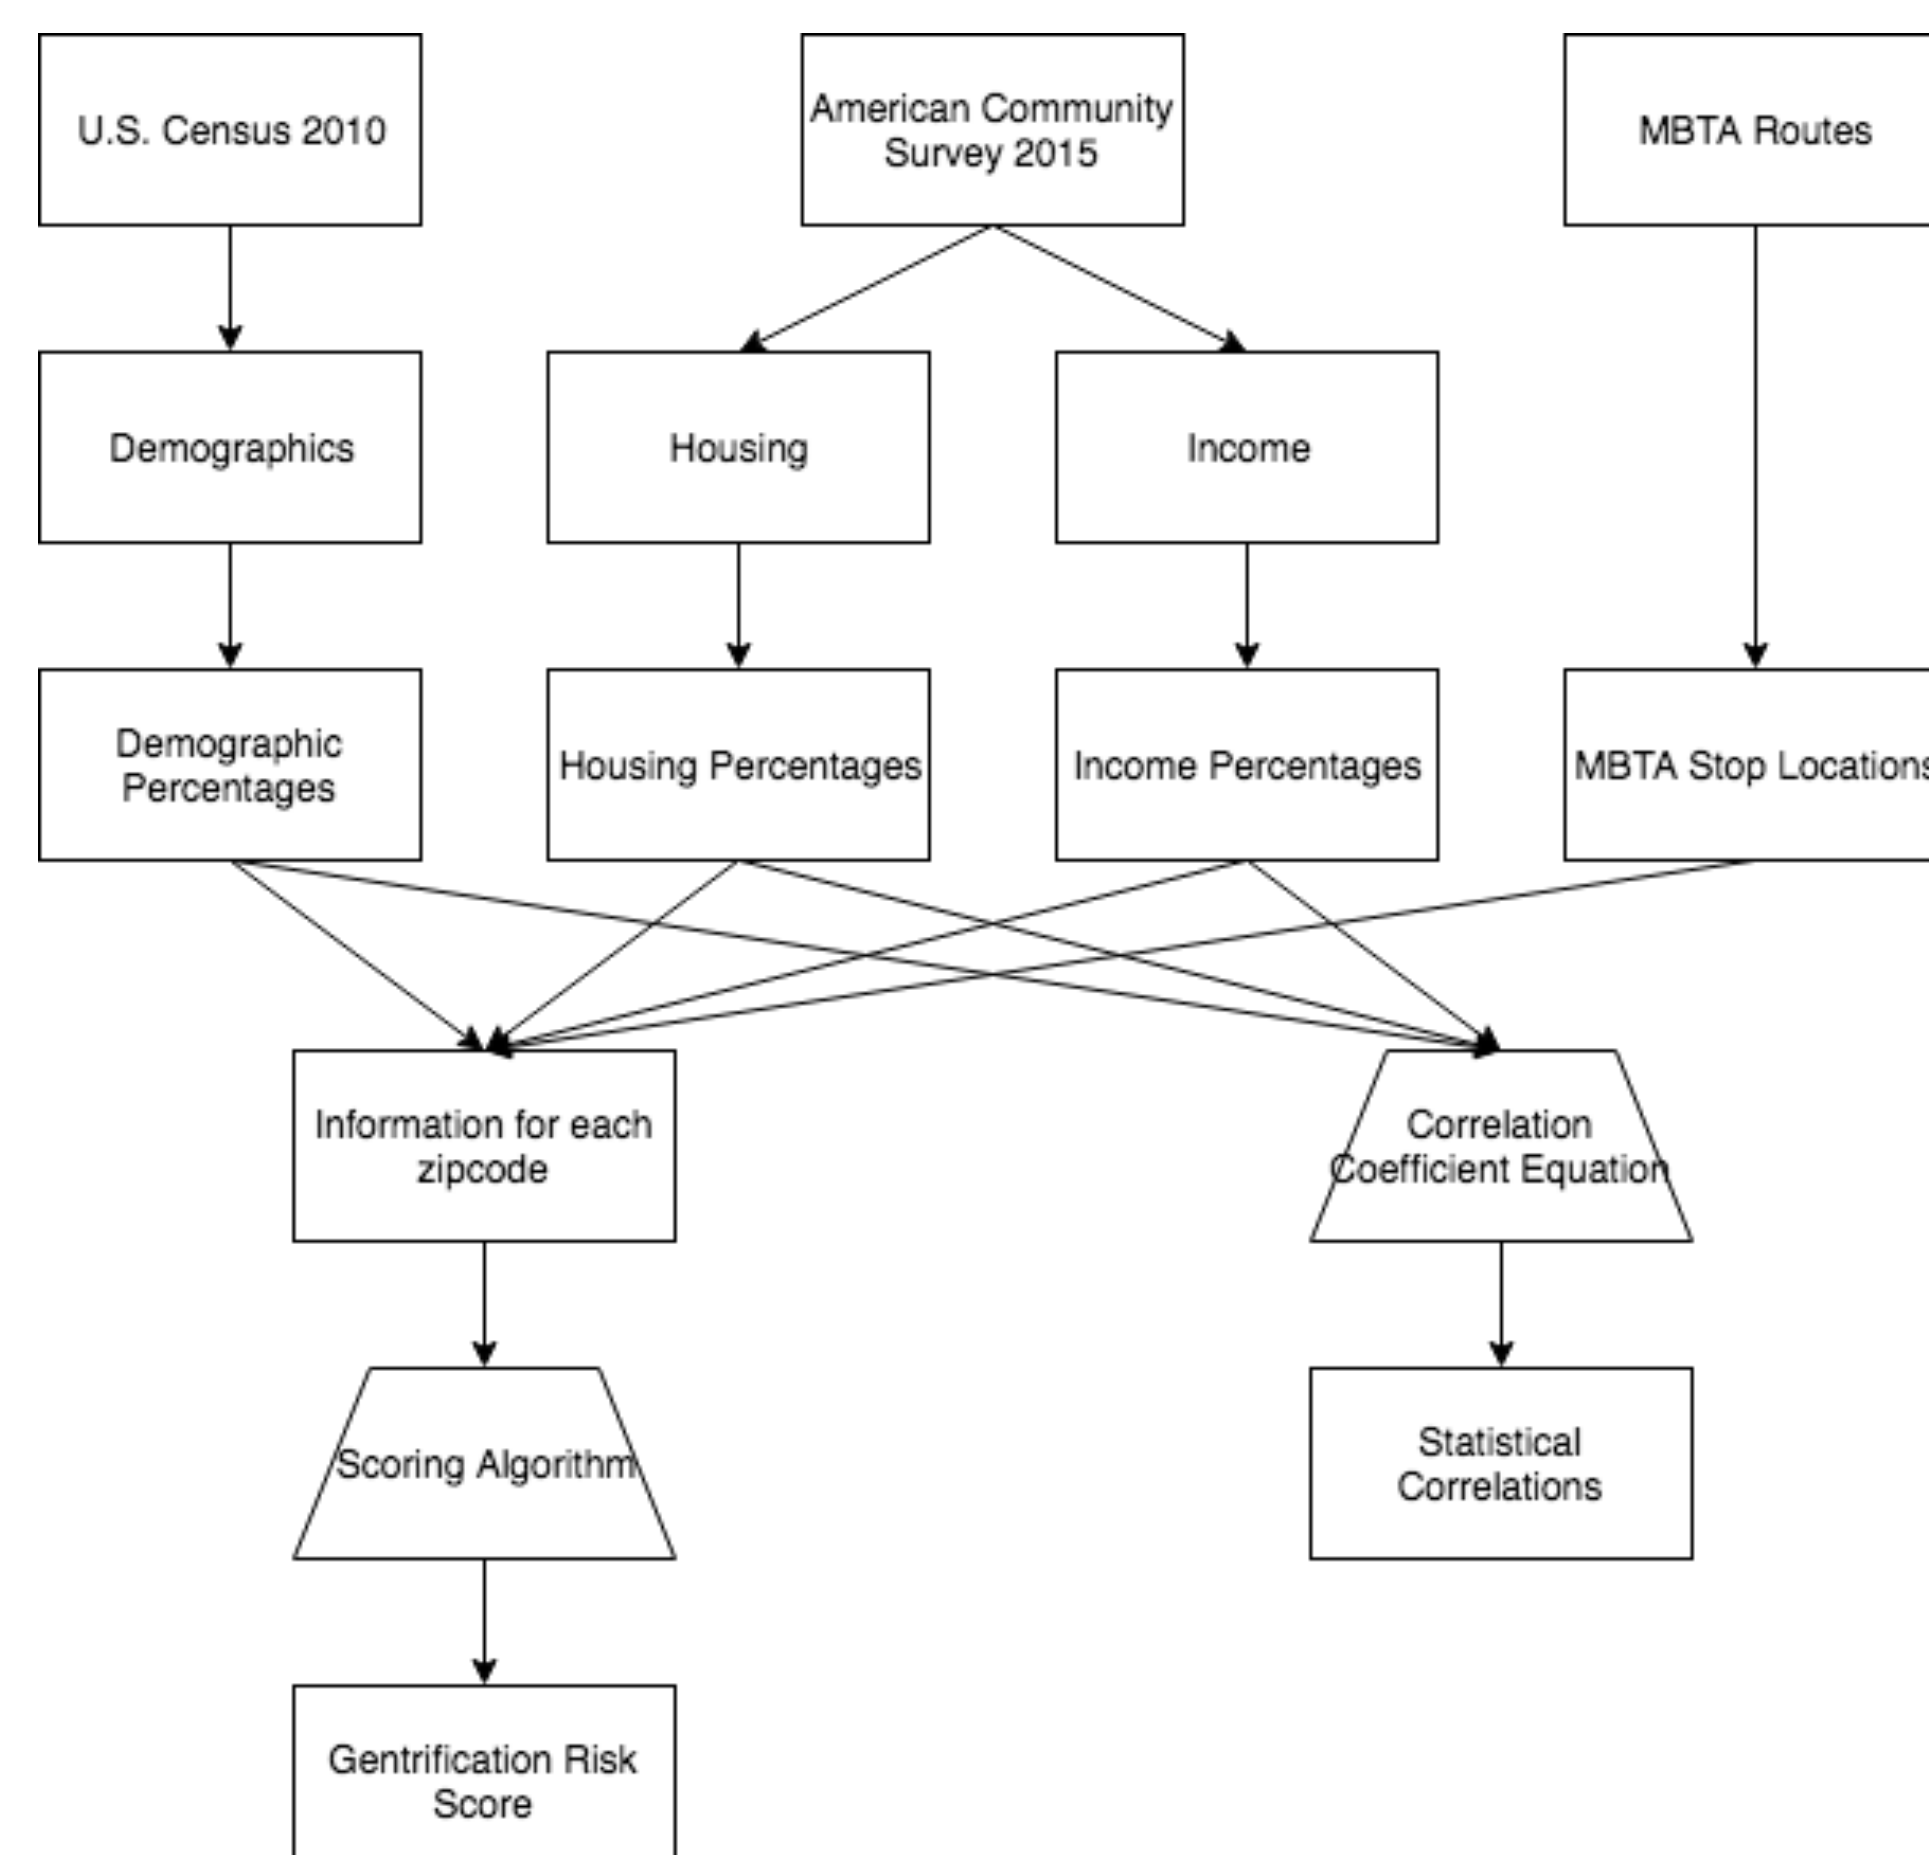 U.S. Census 2010
American Community
Survey 2015
MBTA Routes
Demographics
Housing
Income
Demographic
Percentages
Housing Percentages
Income Percentages
MBTA Stop Locations
Information for each
zipcode
Correlation
Coefficient Equation
Scoring Algorithm
Statistical
Correlations
Gentrification Risk
Score